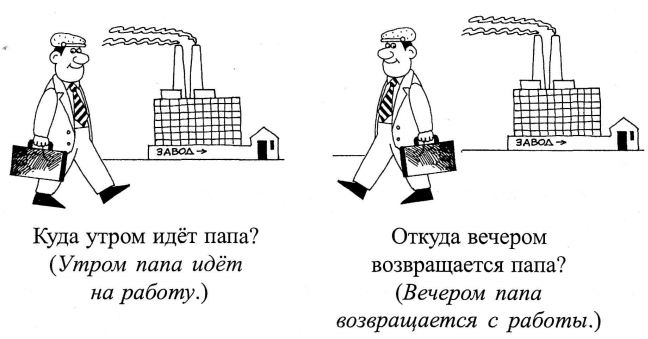 ЗАВОД →
ЗАВОД →
Куда утром идёт папа?
(Утром папа идёт
на работу.)
Откуда вечером
возвращается папа?
(Вечером папа
возвращается с работы.)